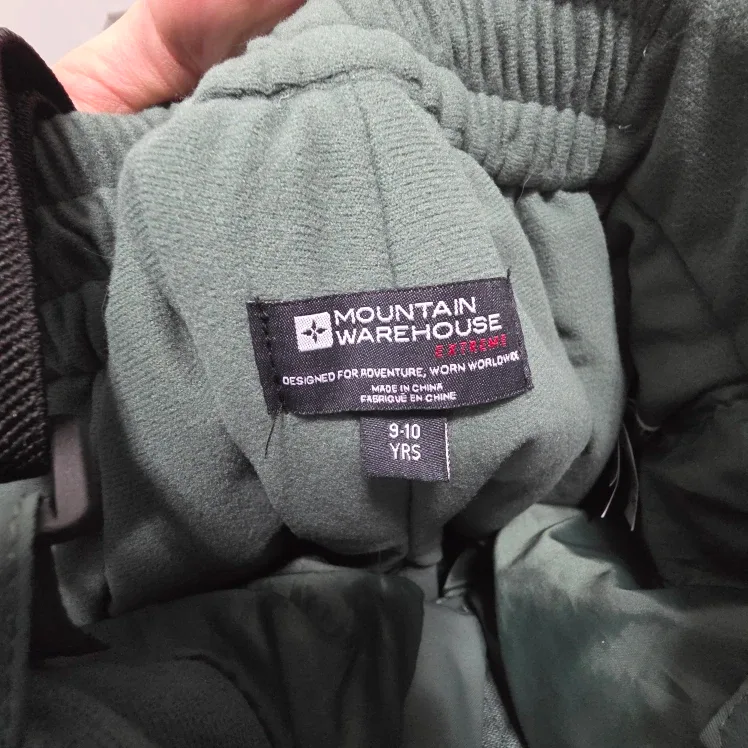 MOUNTAIN
WAREHOUSE
EXTREME
DESIGNED FOR ADVENTURE, WORN WORLDWIDE
MADE IN CHINA
FABRIQUÉ EN CHINE
9-10
YRS